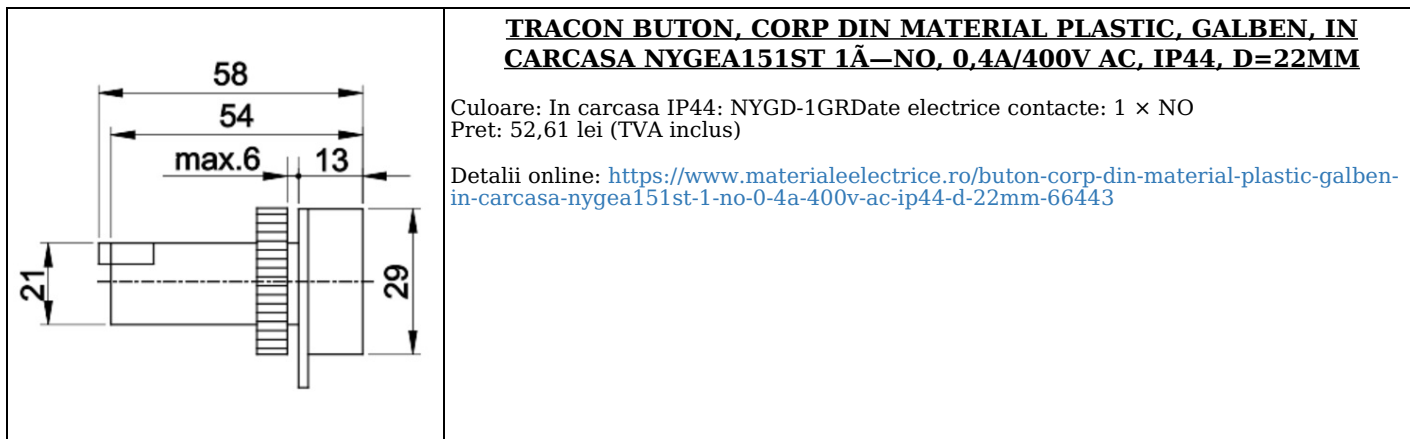 TRACON BUTON, CORP DIN MATERIAL PLASTIC, GALBEN, IN
CARCASA NYGEA151ST 1Ã—NO, 0,4A/400V AC, IP44, D=22MM
Culoare: In carcasa IP44: NYGD-1GRDate electrice contacte: 1 × NO
Pret: 52,61 lei (TVA inclus)
Detalii online: https://www.materialeelectrice.ro/buton-corp-din-material-plastic-galben-
in-carcasa-nygea151st-1-no-0-4a-400v-ac-ip44-d-22mm-66443
58
54
max.6 13
21
29